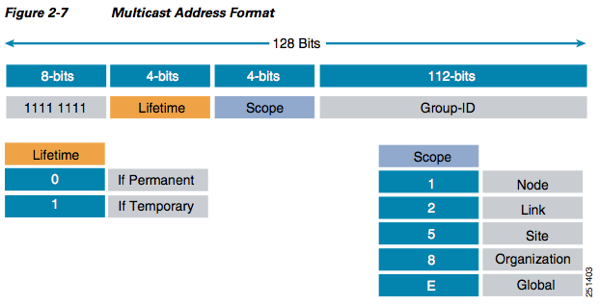 Figure 2-7 Multicast Address Format
128 Bits
8-bits 4-bits 4-bits 112-bits
1111 1111 Lifetime Scope Group-ID
Lifetime
0 If Permanent
1 If Temporary
Scope
1 Node
2 Link
5 Site
8 Organization
E Global
251403